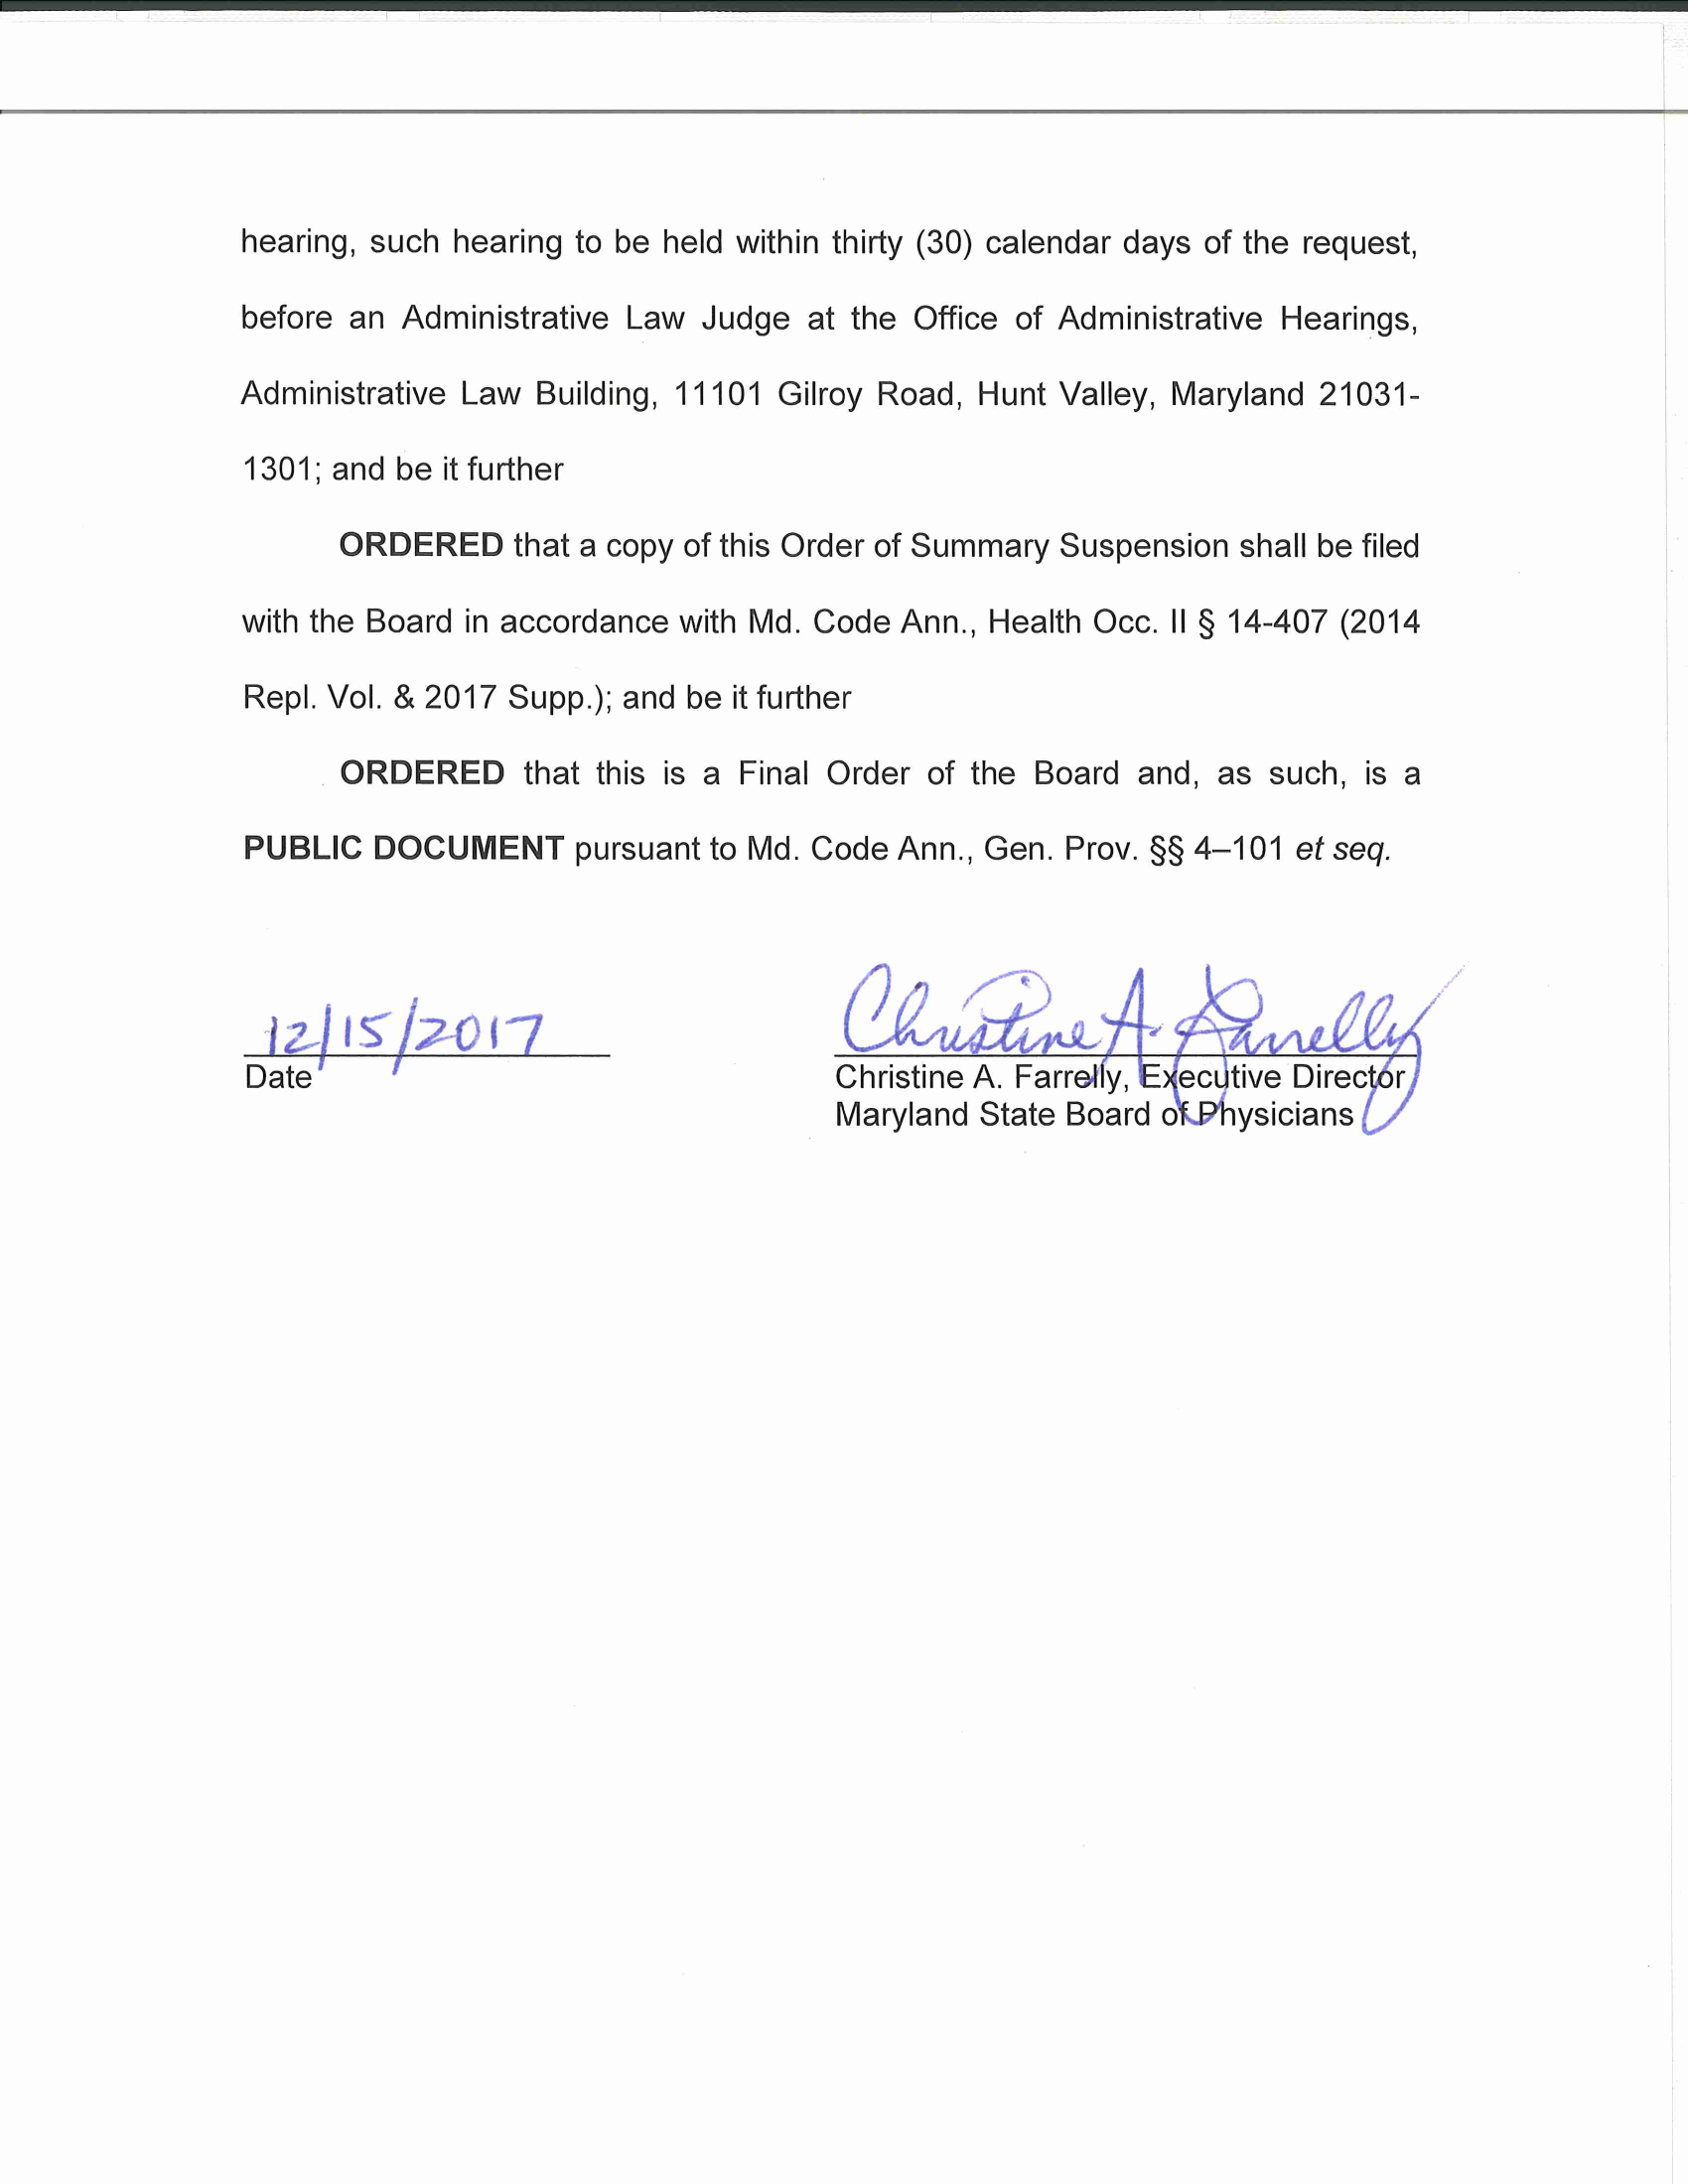 hearing, such hearing to be held within thirty (30) calendar days of the request,
before an Administrative Law Judge at the Office of Administrative Hearings,
Administrative Law Building, 11101 Gilroy Road, Hunt Valley, Maryland 21031-
1301; and be it further
ORDERED that a copy of this Order of Summary Suspension shall be filed
with the Board in accordance with Md. Code Ann., Health Occ. II § 14-407 (2014
Repl. Vol. & 2017 Supp.); and be it further
ORDERED that this is a Final Order of the Board and, as such, is a
PUBLIC DOCUMENT pursuant to Md. Code Ann., Gen. Prov. §§ 4–101 et seq.
12/15/2017
Date
Christine A. Farrelly
Christine A. Farrelly, Executive Director
Maryland State Board of Physicians